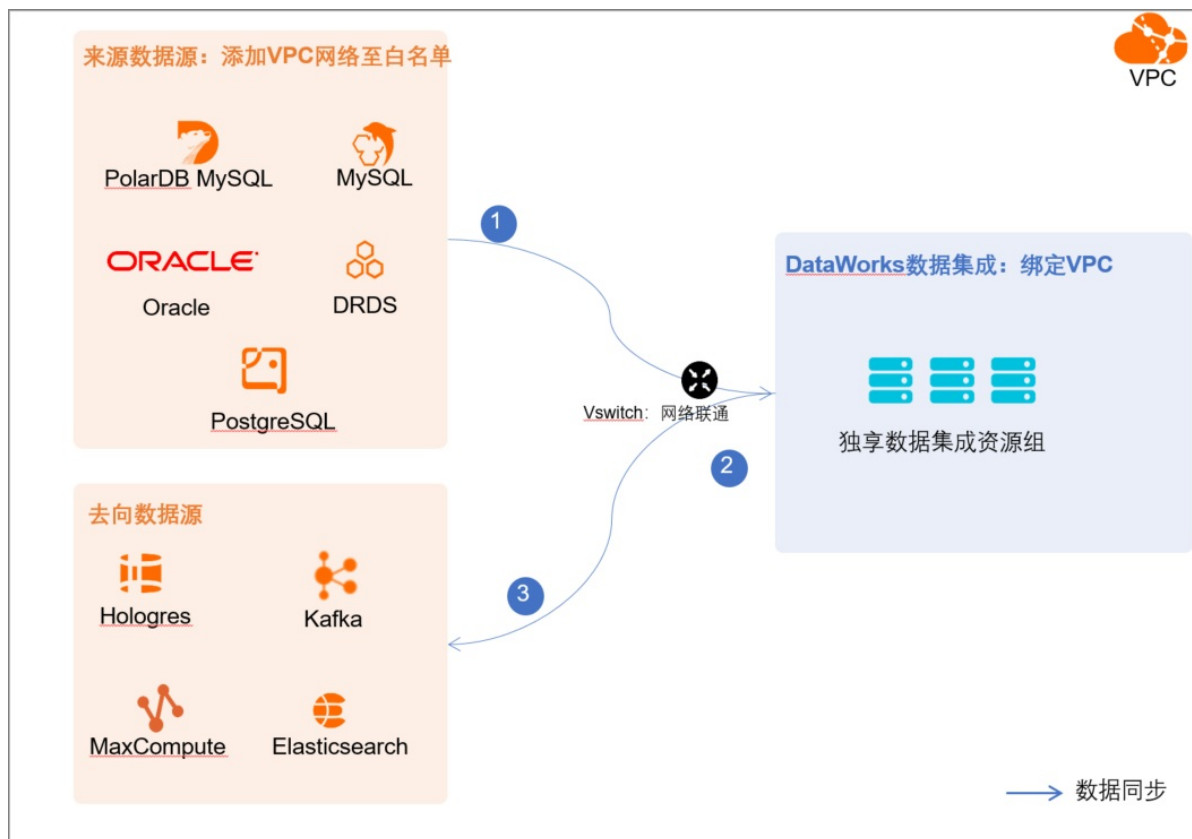 VPC
来源数据源：添加VPC网络至白名单
PolarDB MySQL
MySQL
ORACLE
Oracle
DRDS
PostgreSQL
1
DataWorks数据集成：绑定VPC
独享数据集成资源组
Vswitch：网络联通
2
去向数据源
Hologres
Kafka
3
MaxCompute
Elasticsearch
数据同步